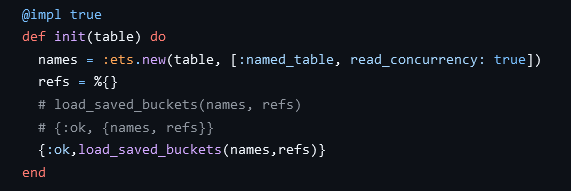 @impl true
def init(table) do
names = :ets.new(table, [:named_table, read_concurrency: true])
refs = %{}
# load_saved_buckets(names, refs)
# {:ok, {names, refs}}
{:ok,load_saved_buckets(names,refs)}
end